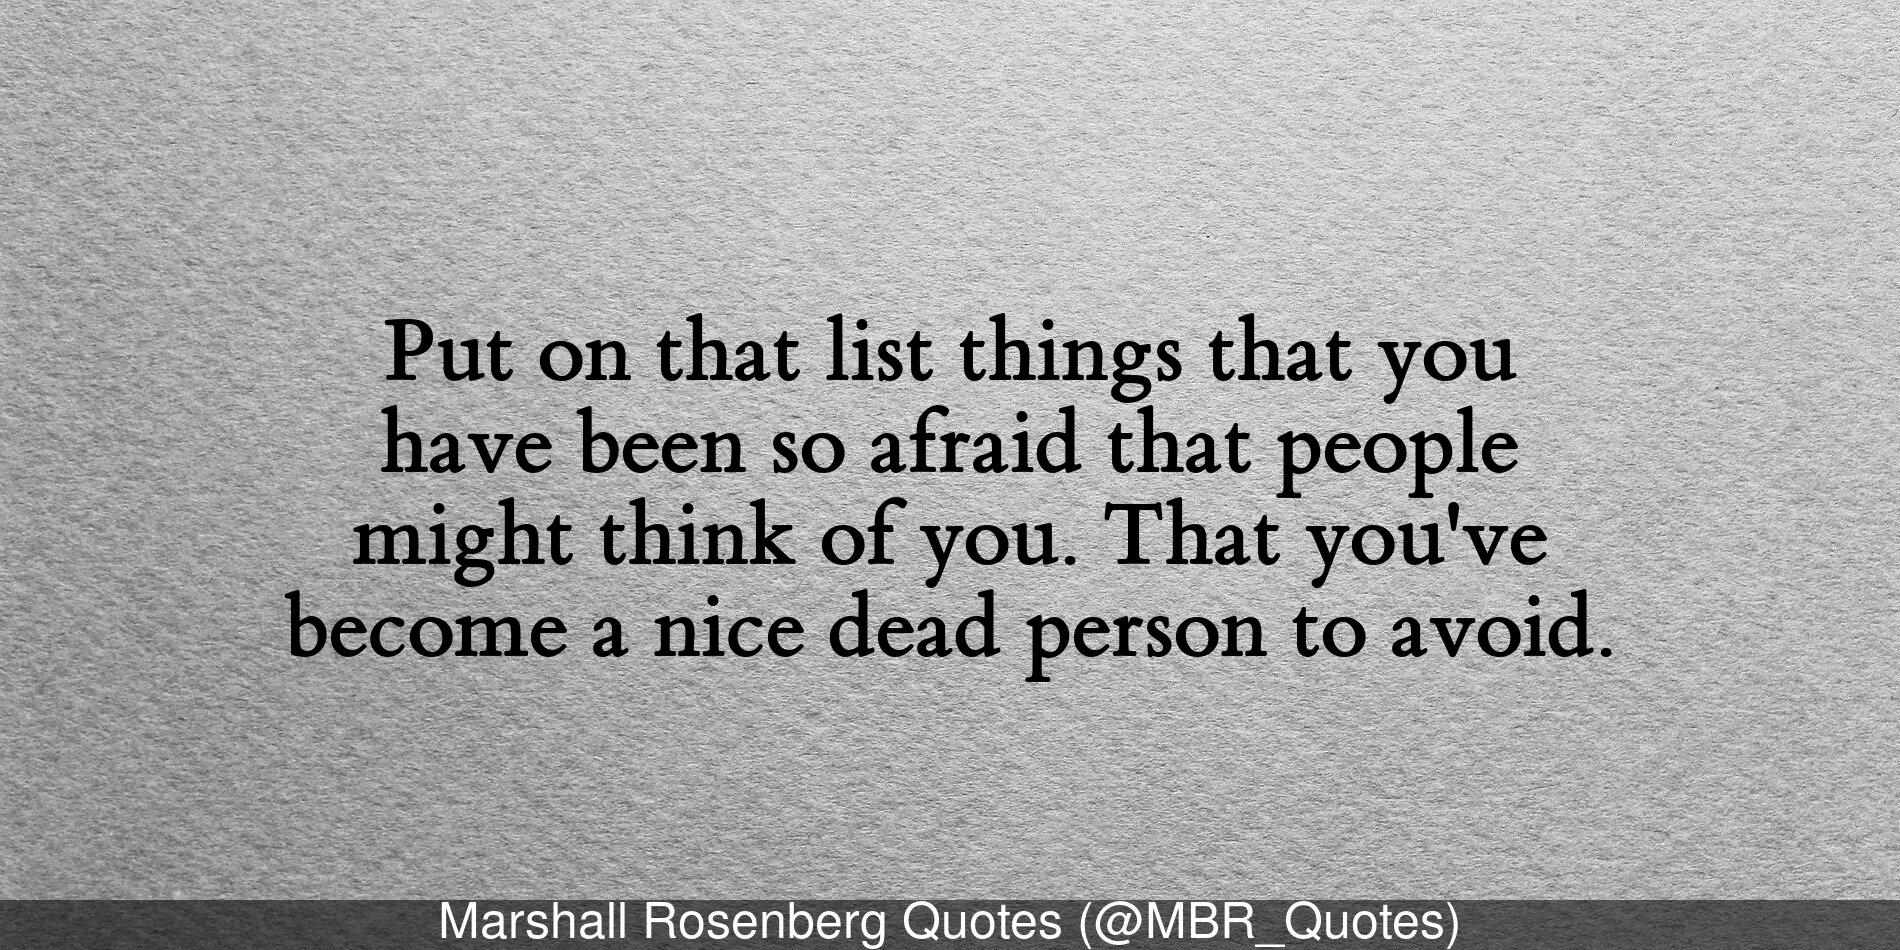 Put on that list things that you
have been so afraid that people
might think of you. That you've
become a nice dead person to avoid.
Marshall Rosenberg Quotes (@MBR_Quotes)